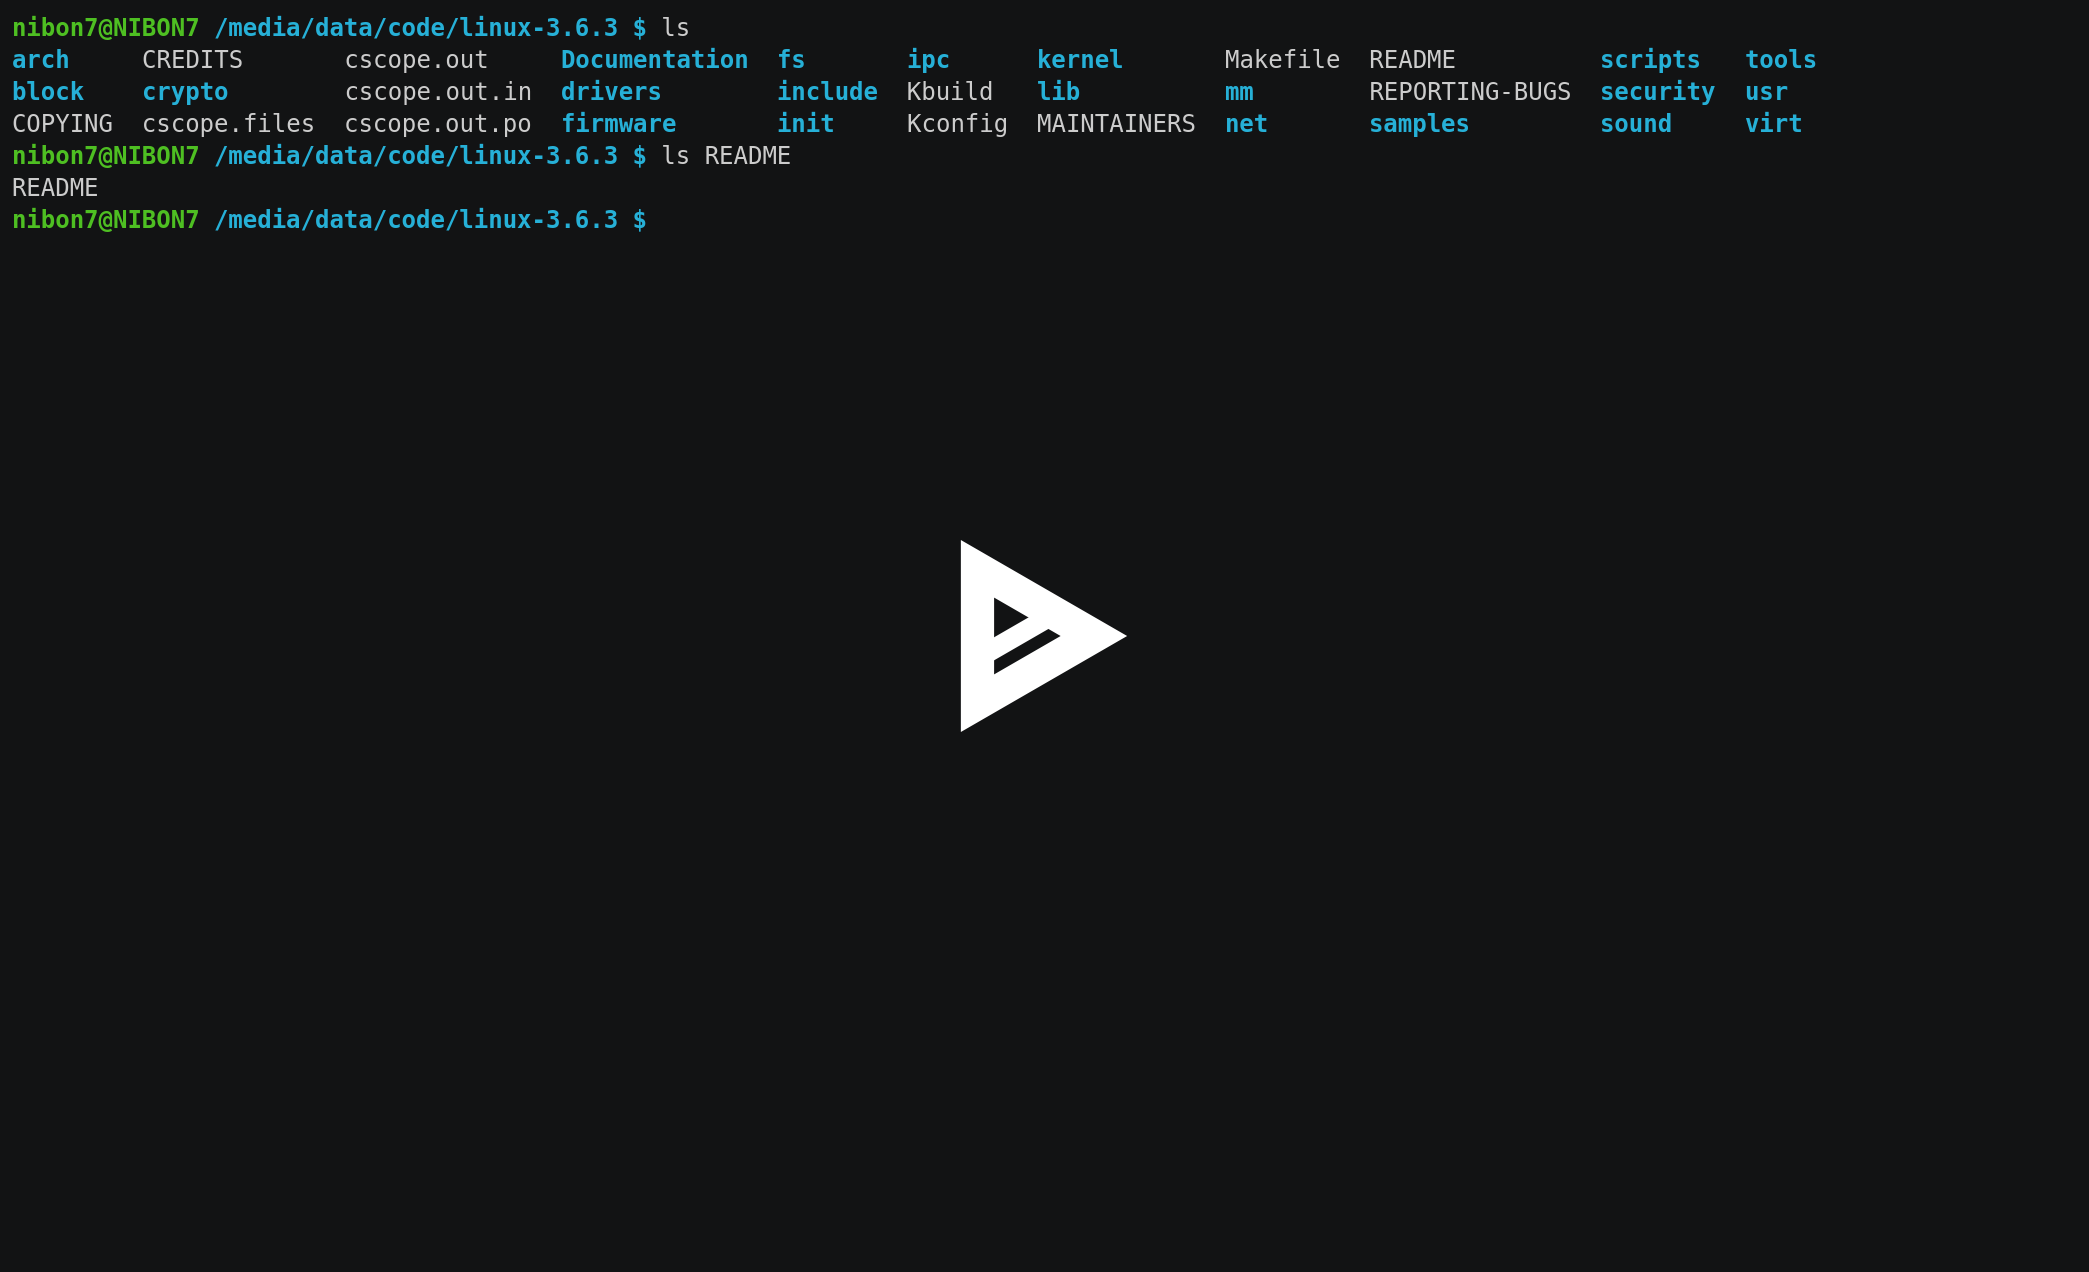 nibon7@NIBON7 /media/data/code/linux-3.6.3 $ ls
arch     CREDITS       cscope.out     Documentation  fs       ipc      kernel       Makefile  README          scripts   tools
block    crypto        cscope.out.in  drivers        include  Kbuild   lib          mm        REPORTING-BUGS  security  usr
COPYING  cscope.files  cscope.out.po  firmware       init     Kconfig  MAINTAINERS  net       samples         sound     virt
nibon7@NIBON7 /media/data/code/linux-3.6.3 $ ls README
README
nibon7@NIBON7 /media/data/code/linux-3.6.3 $